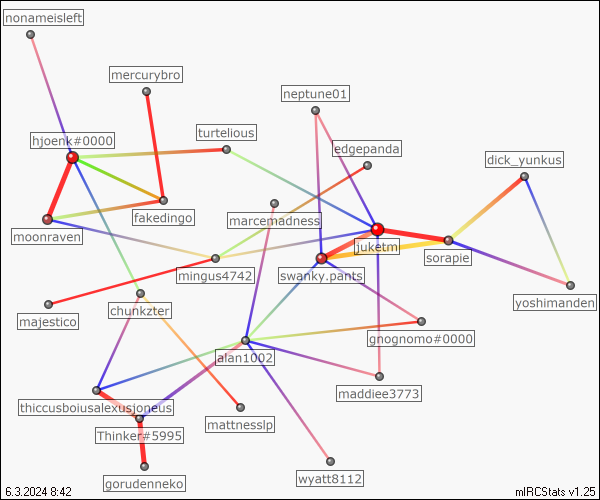 nonameisleft
mercurybro
neptune01
turtelious
hjoenk#0000
edgepanda
dick_yunkus
fakedingo
marcemadness
moonraven
juketm
sorapie
mingus4742
swanky.pants
yoshimanden
majestico
chunkzter
gnognomo#0000
alan1002
maddiee3773
thiccusboiusalexusjoneus
mattnesslp
Thinker#5995
gorudenneko
wyatt8112
6.3.2024 8:42
mIRCStats v1.25